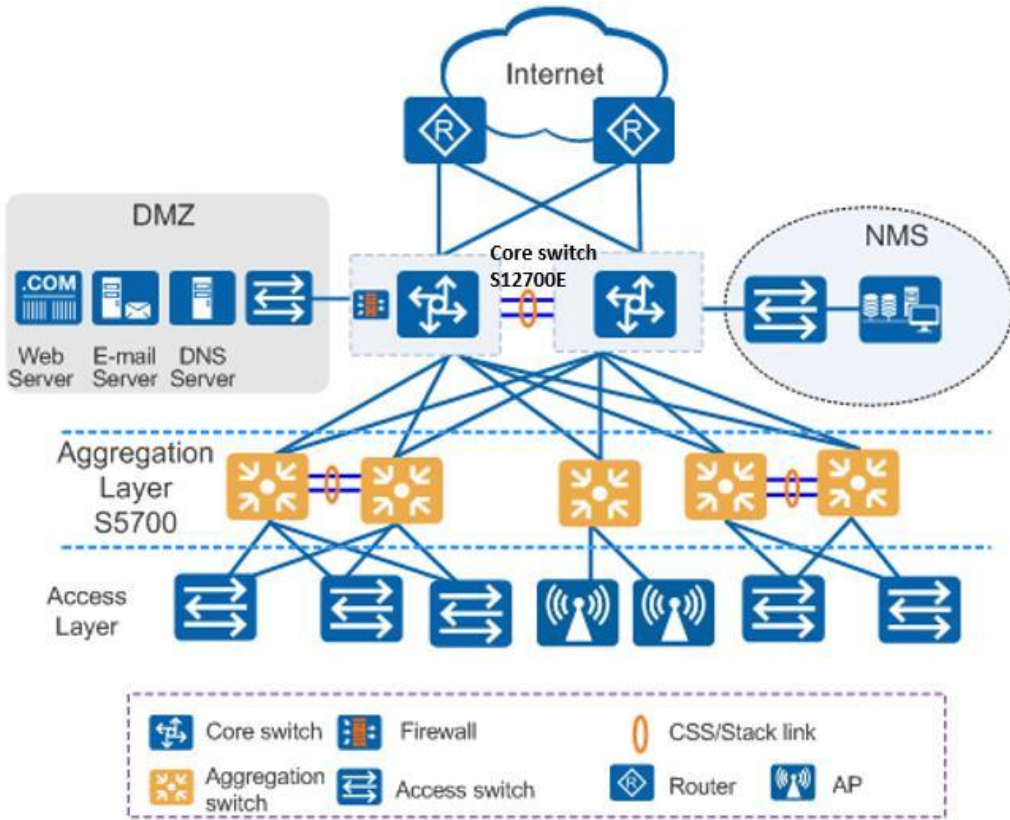 Internet
R
R
DMZ
Core switch
S12700E
NMS
.COM
Web
Server
E-mail
Server
DNS
Server
Aggregation
Layer
S5700
Access
Layer
Core switch
Firewall
CSS/Stack link
Aggregation
switch
Access switch
R
Router
AP